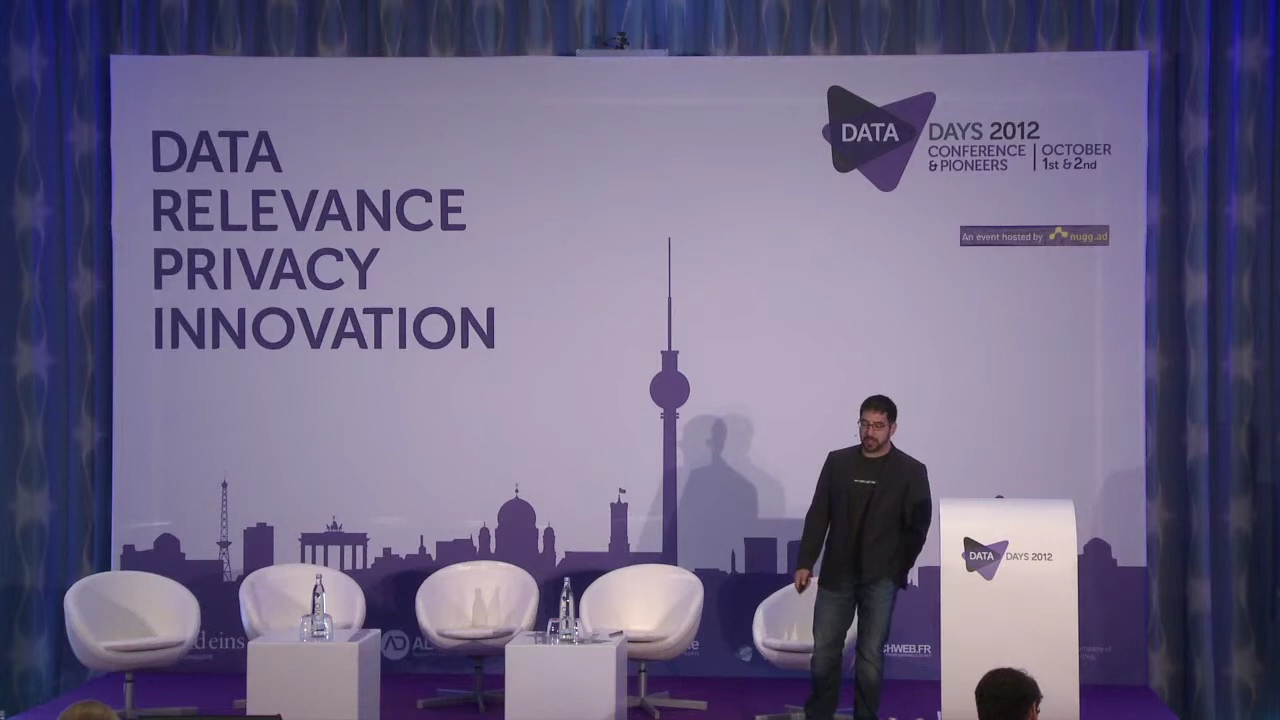 DATA
RELEVANCE
PRIVACY
INNOVATION
DATA DAYS 2012
CONFERENCE & PIONEERS
OCTOBER 1st & 2nd
An event hosted by nugg.ad
DATA DAYS 2012